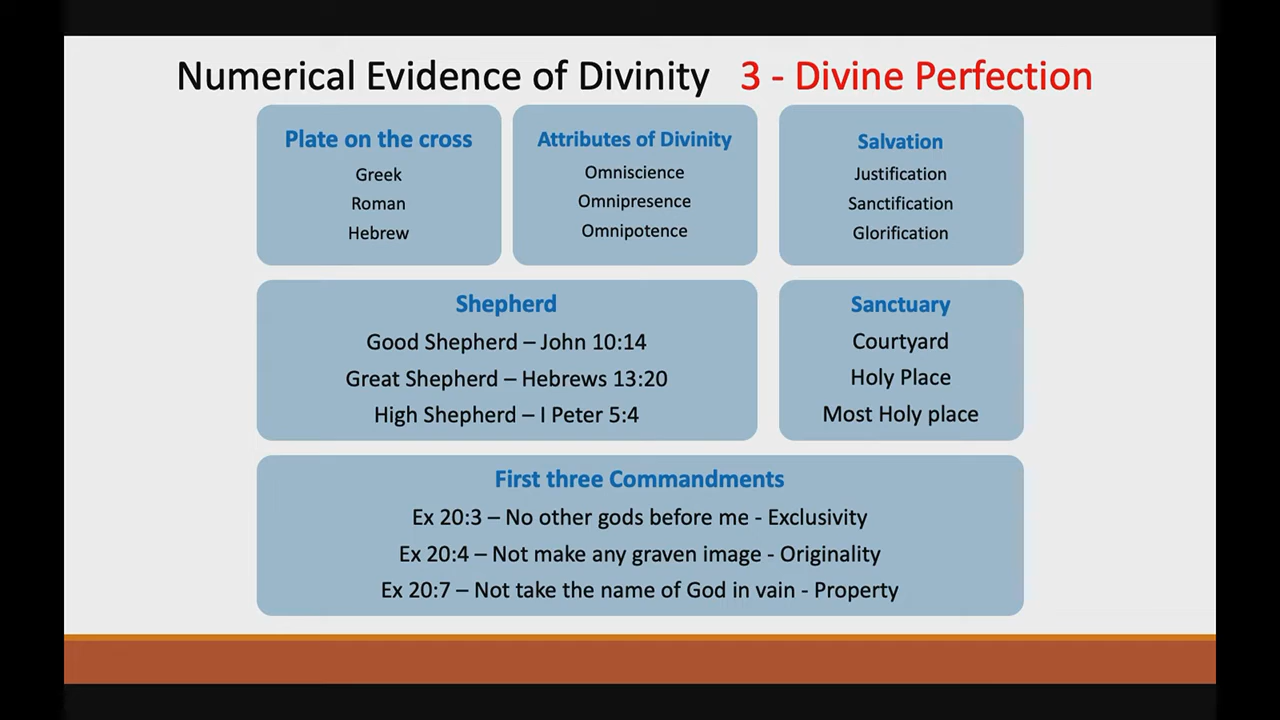 Numerical Evidence of Divinity 3 - Divine Perfection
Plate on the cross
Greek
Roman
Hebrew
Attributes of Divinity
Omniscience
Omnipresence
Omnipotence
Salvation
Justification
Sanctification
Glorification
Shepherd
Good Shepherd – John 10:14
Great Shepherd – Hebrews 13:20
High Shepherd – I Peter 5:4
Sanctuary
Courtyard
Holy Place
Most Holy place
First three Commandments
Ex 20:3 – No other gods before me - Exclusivity
Ex 20:4 – Not make any graven image - Originality
Ex 20:7 – Not take the name of God in vain - Property